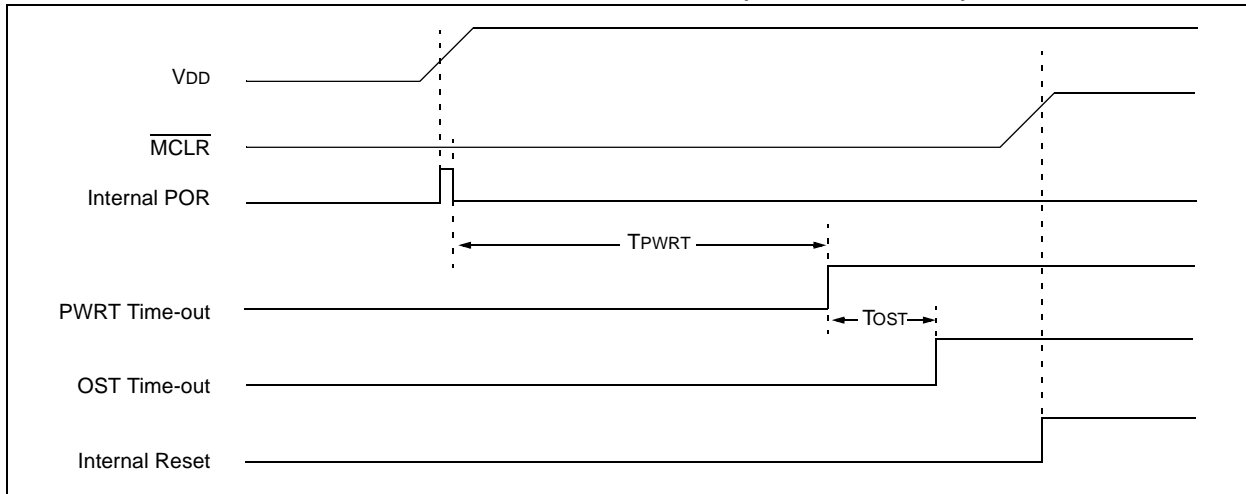 VDD
MCLR
Internal POR
TPWRT
PWRT Time-out
TOST
OST Time-out
Internal Reset